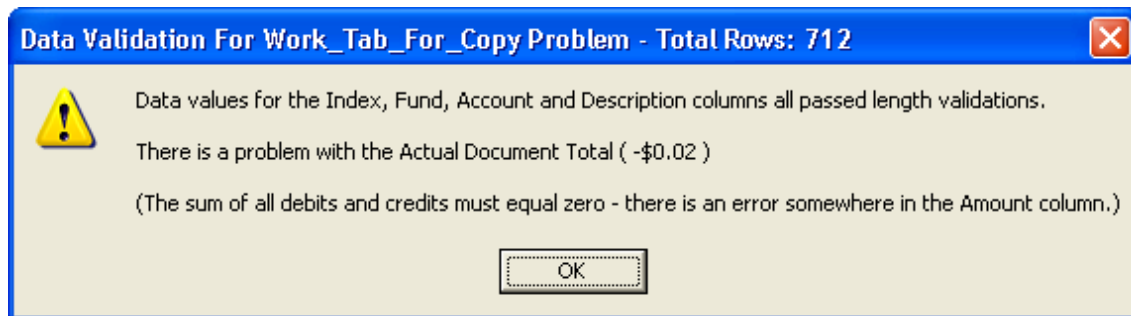 Data Validation For Work_Tab_For_Copy Problem - Total Rows: 712
Data values for the Index, Fund, Account and Description columns all passed length validations.
There is a problem with the Actual Document Total ( -$0.02 )
(The sum of all debits and credits must equal zero - there is an error somewhere in the Amount column.)
OK